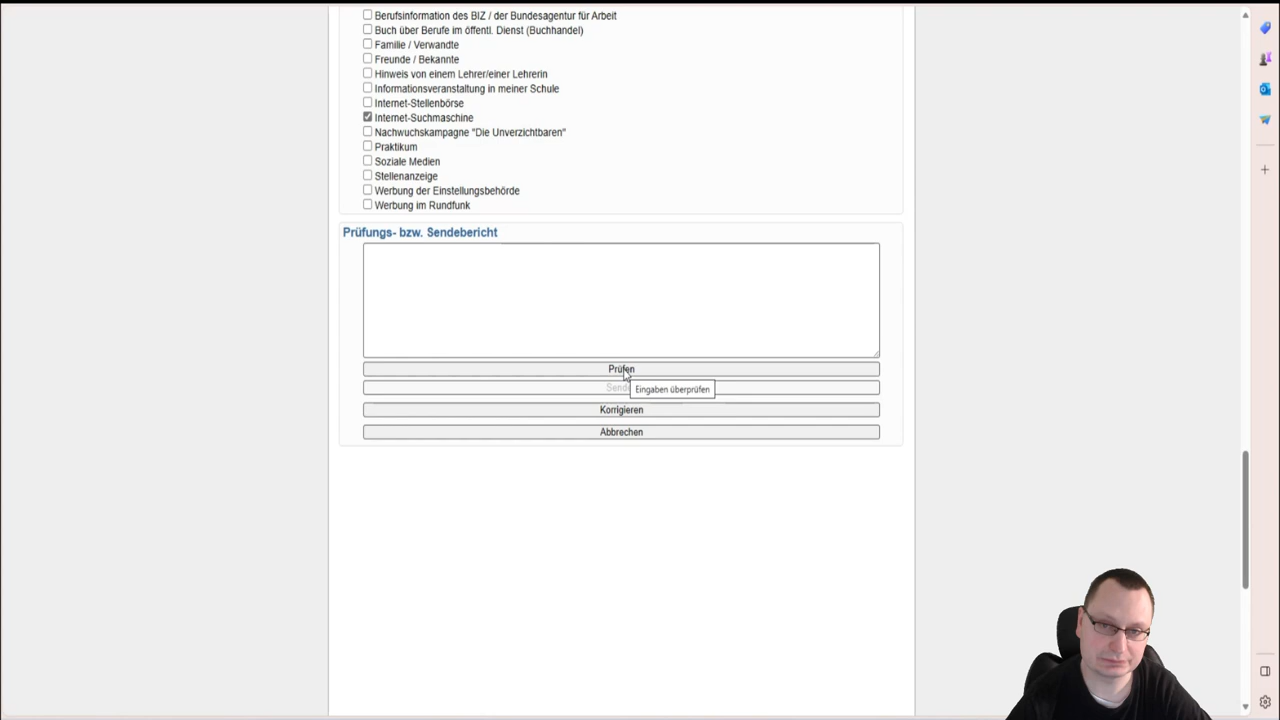 Berufsinformation des BIZ / der Bundesagentur für Arbeit
Buch über Berufe im öffentl. Dienst (Buchhandel)
Familie / Verwandte
Freunde / Bekannte
Hinweis von einem Lehrer/einer Lehrerin
Informationsveranstaltung in meiner Schule
Internet-Stellenbörse
Internet-Suchmaschine
Nachwuchskampagne "Die Unverzichtbaren"
Praktikum
Soziale Medien
Stellenanzeige
Werbung der Einstellungsbehörde
Werbung im Rundfunk
Prüfungs- bzw. Sendebericht
Prüfen
Eingaben überprüfen
Korrigieren
Abbrechen